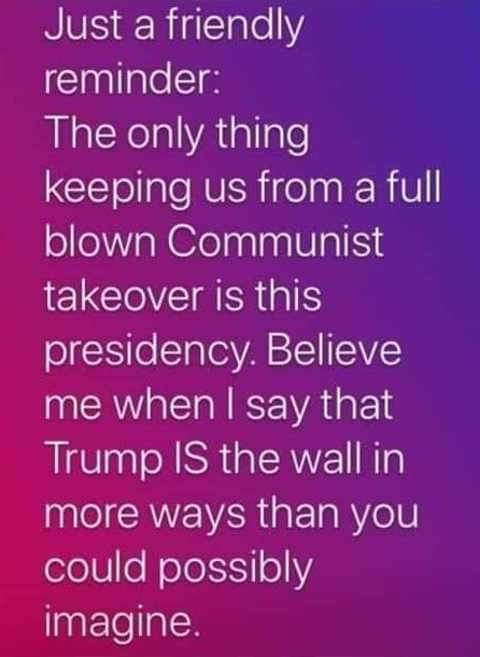 Just a friendly
reminder:
The only thing
keeping us from a full
blown Communist
takeover is this
presidency. Believe
me when I say that
Trump IS the wall in
more ways than you
could possibly
imagine.